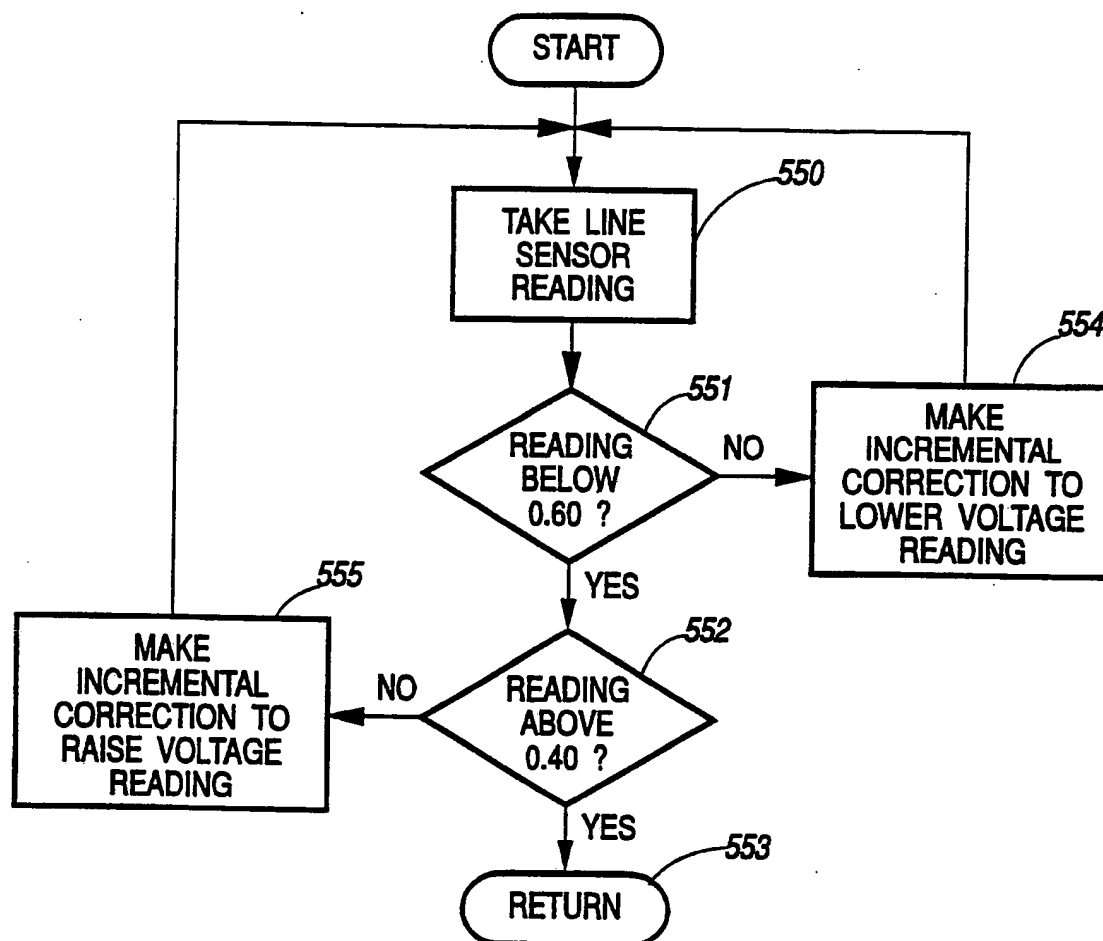 START
550
TAKE LINE
SENSOR
READING
551
READING
BELOW
0.60 ?
NO
554
MAKE
INCREMENTAL
CORRECTION TO
LOWER VOLTAGE
READING
YES
552
READING
ABOVE
0.40 ?
NO
555
MAKE
INCREMENTAL
CORRECTION TO
RAISE VOLTAGE
READING
YES
553
RETURN